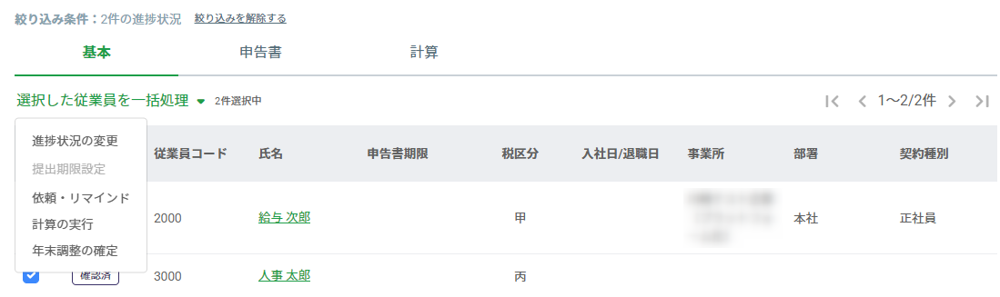 絞り込み条件：2件の進捗状況 絞り込みを解除する
基本 申告書 計算
選択した従業員を一括処理 2件選択中 1〜2/2件
進捗状況の変更
提出期限設定
依頼・リマインド
計算の実行
年末調整の確定
従業員コード 氏名 申告書期限 税区分 入社日/退職日 事業所 部署 契約種別
2000 給与 次郎 甲 本社 正社員
確認済 3000 人事 太郎 丙